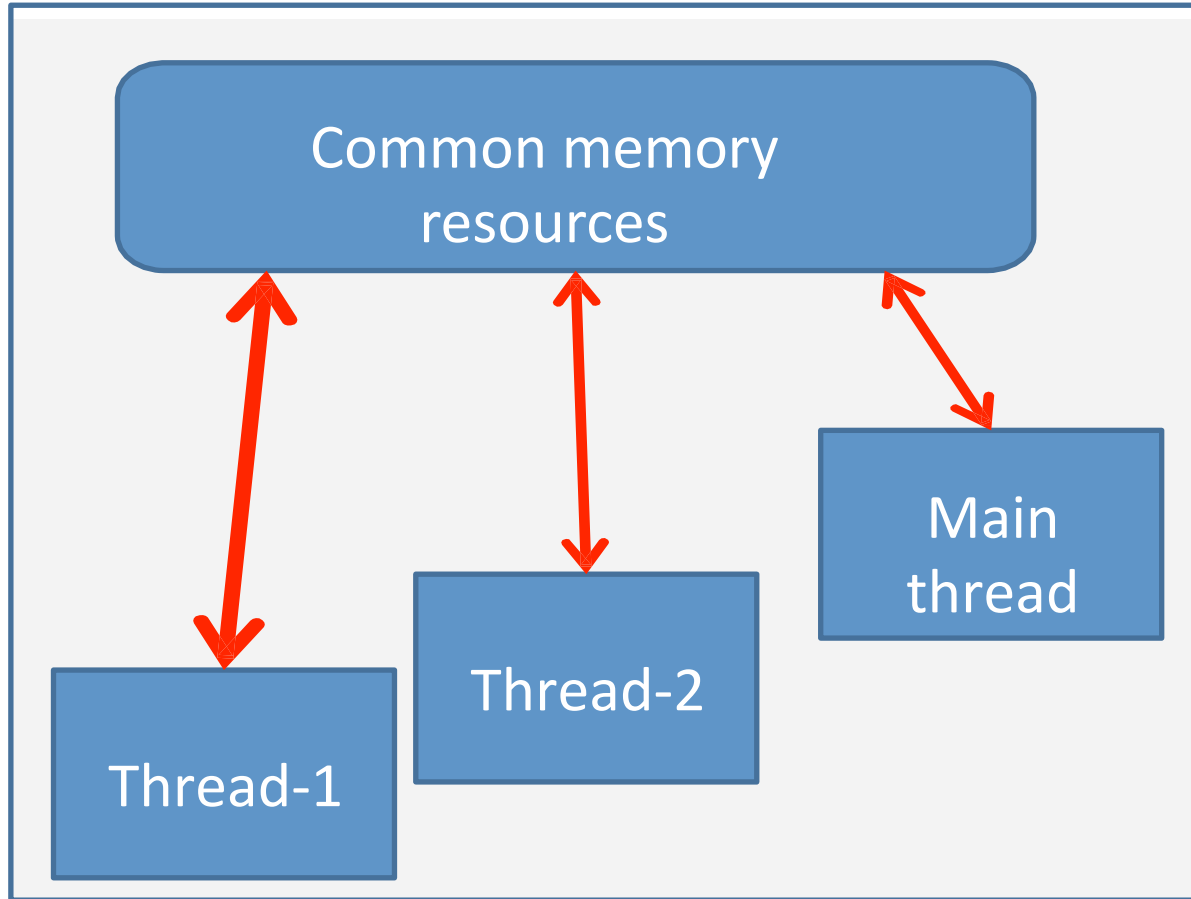 Common memory
resources
Main
thread
Thread-2
Thread-1